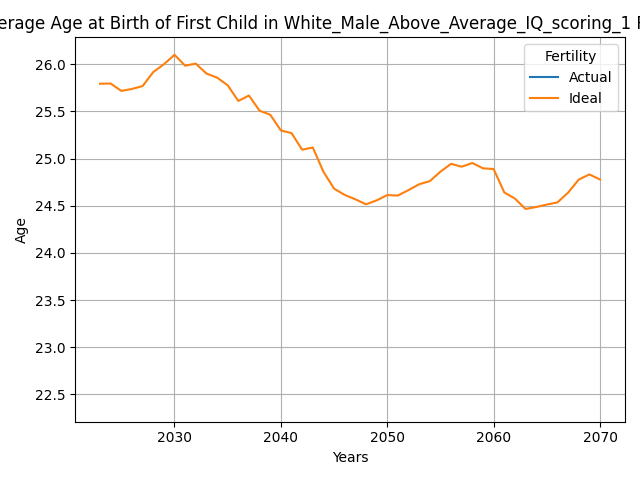 erage Age at Birth of First Child in White_Male_Above_Average_IQ_scoring_1
Fertility
Actual
Ideal
26.0
25.5
25.0
24.5
24.0
23.5
23.0
22.5
Age
2030 2040 2050 2060 2070
Years